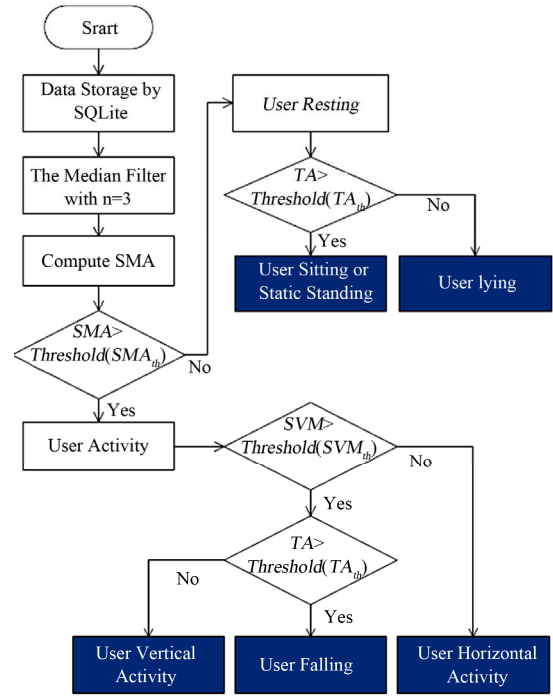 Srart
Data Storage by
SQLite
The Median Filter
with n=3
Compute SMA
SMA>
Threshold(SMAth)
No
Yes
User Resting
TA>
Threshold(TAth)
No
Yes
User Sitting or
Static Standing
User lying
User Activity
SVM>
Threshold(SVMth)
No
Yes
TA>
Threshold(TAth)
No
Yes
User Vertical
Activity
User Falling
User Horizontal
Activity